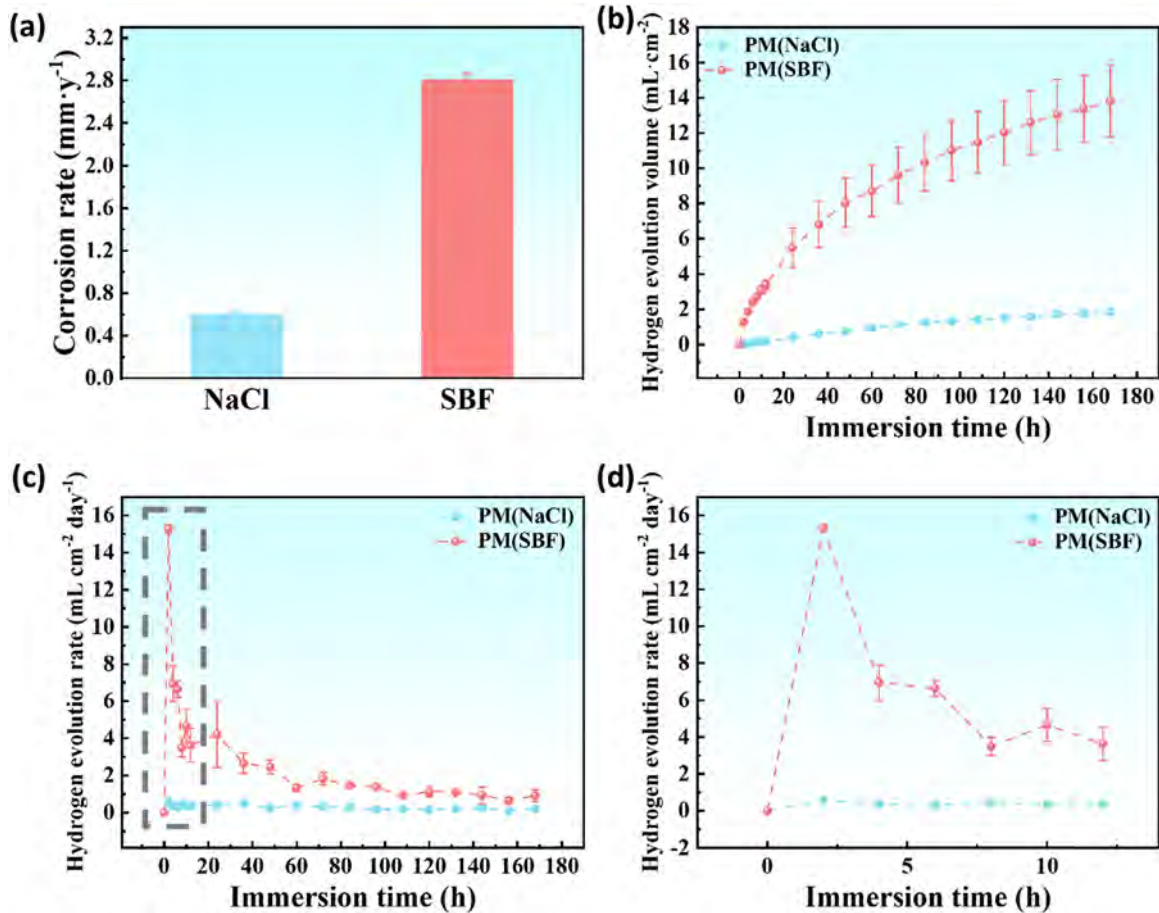 (a)
Corrosion rate (mm·y⁻¹)
3.2
2.8
2.4
2.0
1.6
1.2
0.8
0.4
0.0
NaCl
SBF
(b)
Hydrogen evolution volume (mL·cm⁻²)
18
16
14
12
10
8
6
4
2
0
PM(NaCl)
PM(SBF)
0 20 40 60 80 100 120 140 160 180
Immersion time (h)
(c)
Hydrogen evolution rate (mL cm⁻² day⁻¹)
16
14
12
10
8
6
4
2
0
PM(NaCl)
PM(SBF)
0 20 40 60 80 100 120 140 160 180
Immersion time (h)
(d)
Hydrogen evolution rate (mL cm⁻² day⁻¹)
16
14
12
10
8
6
4
2
0
-2
PM(NaCl)
PM(SBF)
0 5 10
Immersion time (h)